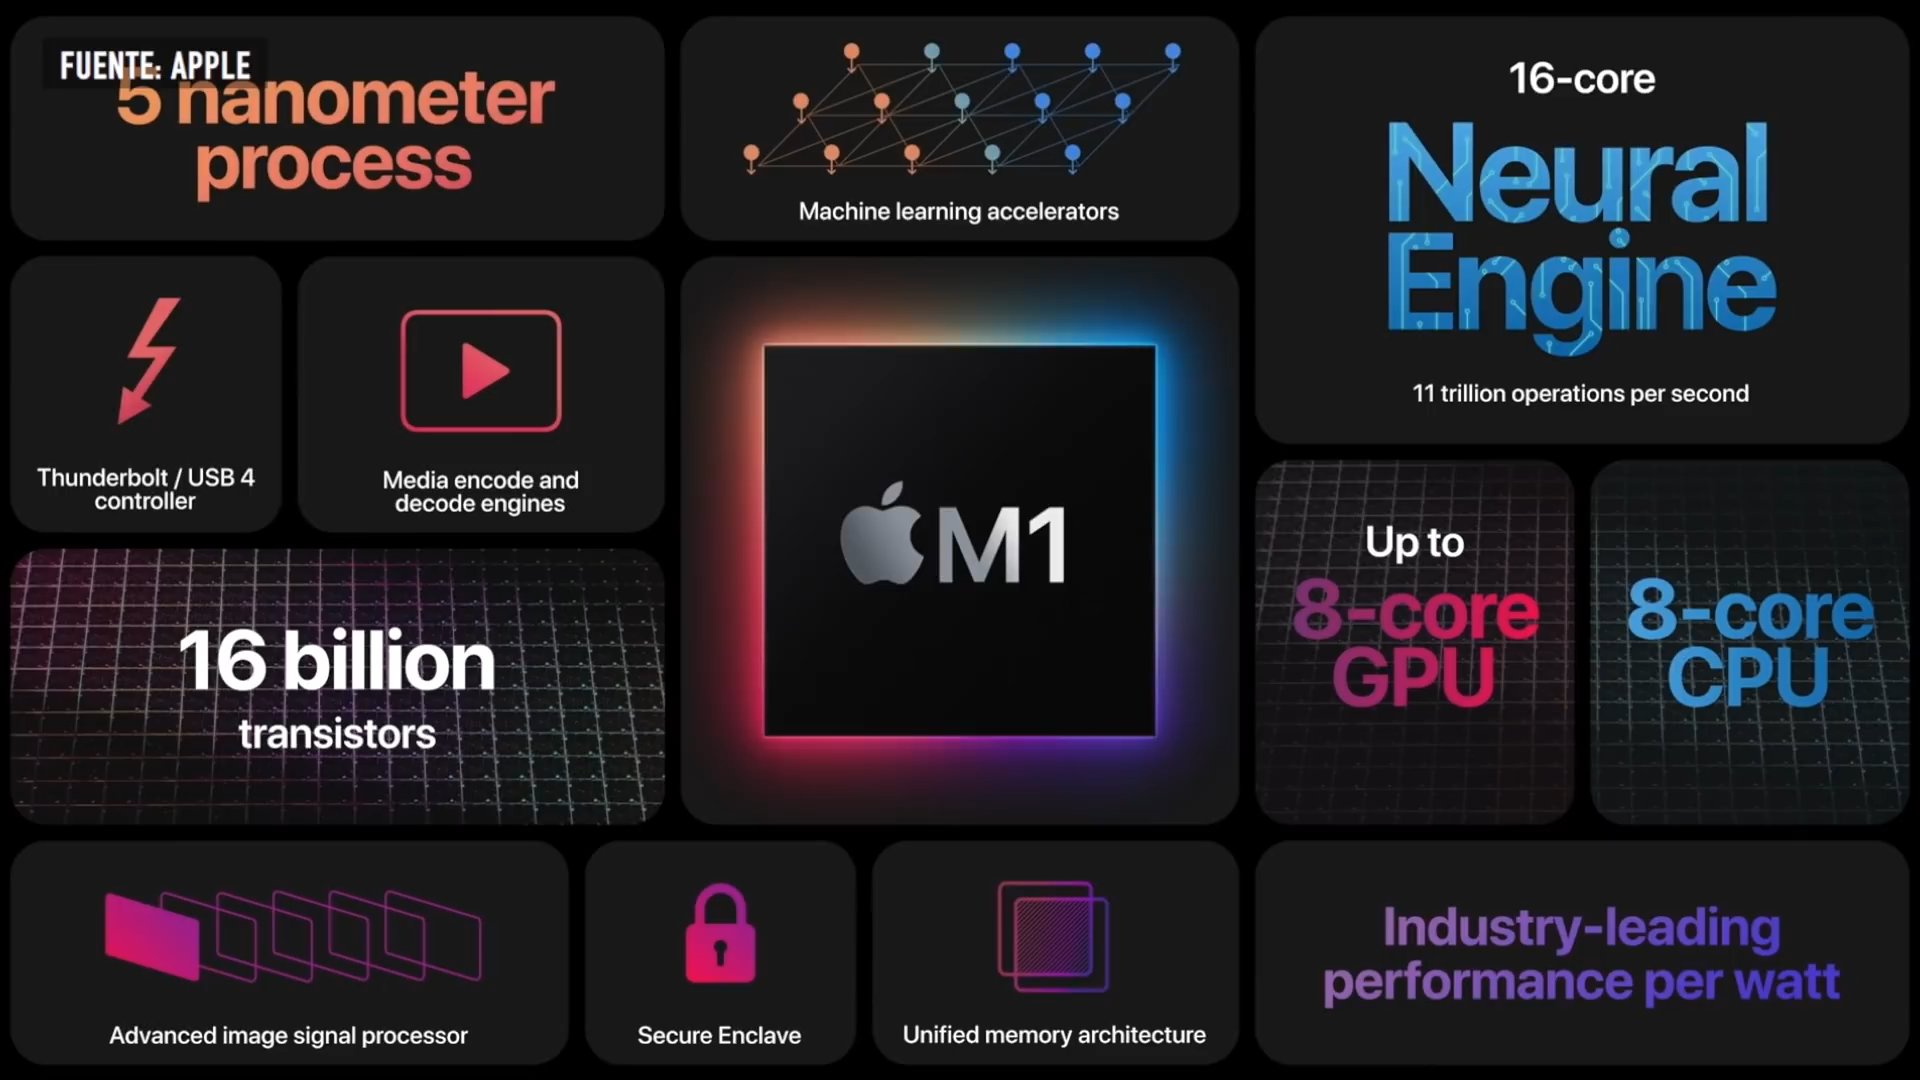 FUENTE: APPLE
5 nanometer
process
Machine learning accelerators
16-core
Neural
Engine
11 trillion operations per second
Thunderbolt / USB 4
controller
Media encode and
decode engines
M1
Up to
8-core
GPU
8-core
CPU
16 billion
transistors
Advanced image signal processor
Secure Enclave
Unified memory architecture
Industry-leading
performance per watt